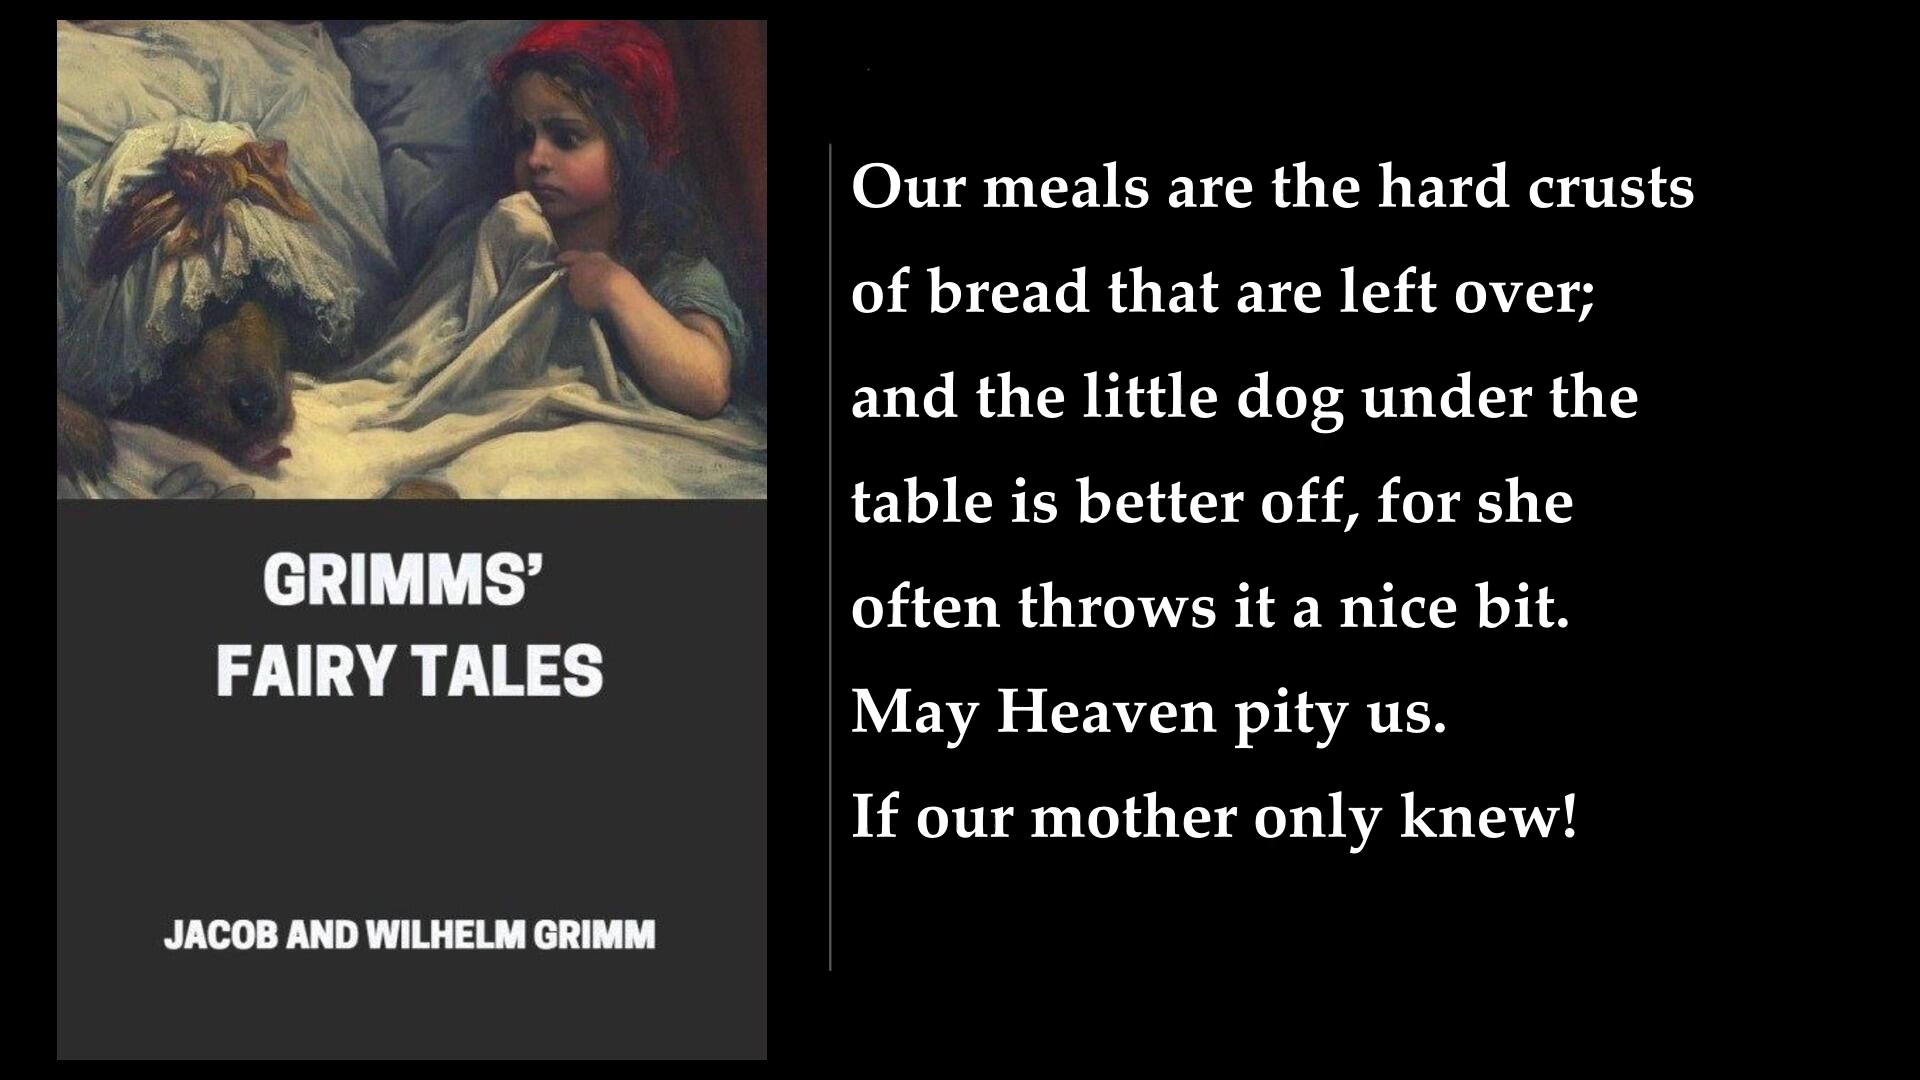 GRIMMS’
FAIRY TALES
JACOB AND WILHELM GRIMM
Our meals are the hard crusts
of bread that are left over;
and the little dog under the
table is better off, for she
often throws it a nice bit.
May Heaven pity us.
If our mother only knew!